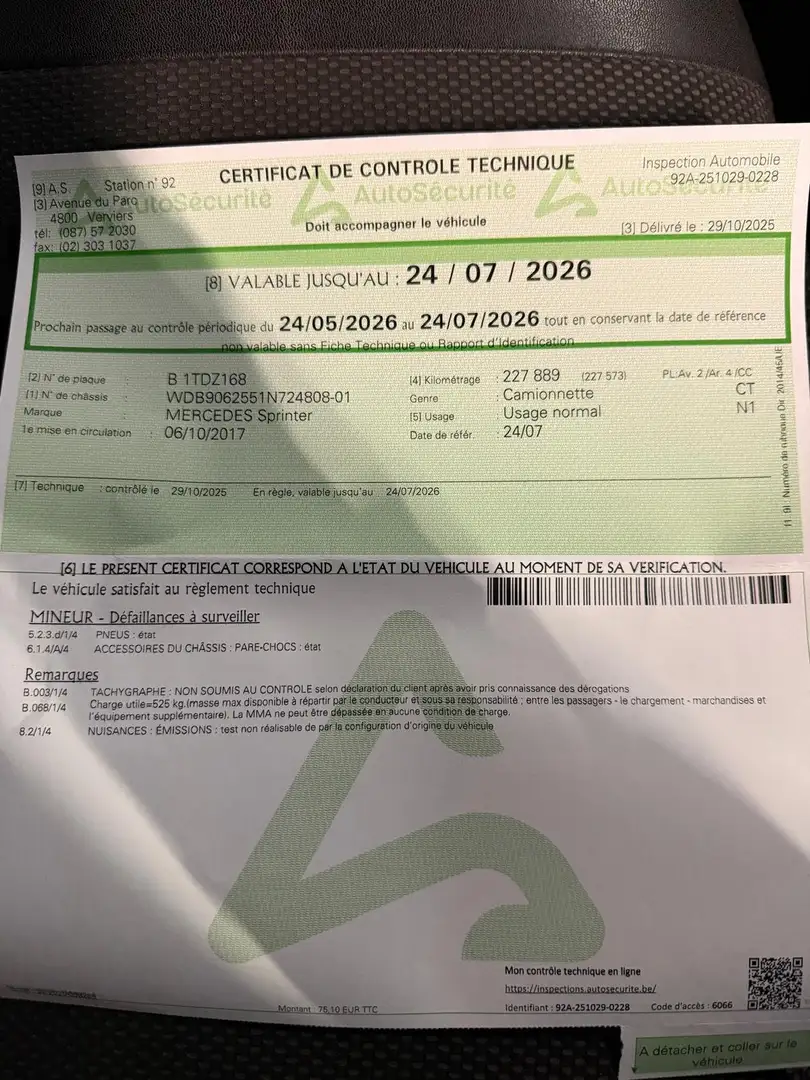 [9] A.S. Station n° 92
[3] Avenue du Parc
4800 Verviers
tél: (087) 57 2030
fax: (02) 303 1037
CERTIFICAT DE CONTROLE TECHNIQUE
AutoSécurité AutoSécurité AutoSécurité
Doit accompagner le véhicule
Inspection Automobile
92A-251029-0228
[3] Délivré le : 29/10/2025
[8] VALABLE JUSQU'AU : 24 / 07 / 2026
Prochain passage au contrôle périodique du 24/05/2026 au 24/07/2026 tout en conservant la date de référence
non valable sans Fiche Technique ou Rapport d'Identification
[2] N° de plaque : B 1TDZ168
[1] N° de châssis : WDB9062551N724808-01
Marque : MERCEDES Sprinter
1e mise en circulation : 06/10/2017
[4] Kilométrage : 227 889 (227 573)
Genre : Camionnette
[5] Usage : Usage normal
Date de référ. : 24/07
PL:Av. 2 /Ar. 4 /CC
CT
N1
[1..9] : Numéro de rubrique Dir. 2014/45/UE
[7] Technique : contrôlé le 29/10/2025 En règle, valable jusqu'au 24/07/2026
[6] LE PRESENT CERTIFICAT CORRESPOND A L'ETAT DU VEHICULE AU MOMENT DE SA VERIFICATION.
Le véhicule satisfait au règlement technique
MINEUR - Défaillances à surveiller
5.2.3.d/1/4 PNEUS : état
6.1.4/A/4 ACCESSOIRES DU CHÂSSIS : PARE-CHOCS : état
Remarques
B.003/1/4 TACHYGRAPHE : NON SOUMIS AU CONTROLE selon déclaration du client après avoir pris connaissance des dérogations
B.068/1/4 Charge utile=525 kg.(masse max disponible à répartir par le conducteur et sous sa responsabilité ; entre les passagers - le chargement - marchandises et
l'équipement supplémentaire). La MMA ne peut être dépassée en aucune condition de charge.
8.2/1/4 NUISANCES : ÉMISSIONS : test non réalisable de par la configuration d'origine du véhicule
Mon contrôle technique en ligne
https://inspections.autosecurite.be/
Identifiant : 92A-251029-0228 Code d'accès : 6066
Montant : 75,10 EUR TTC
A détacher et coller sur le
véhicule